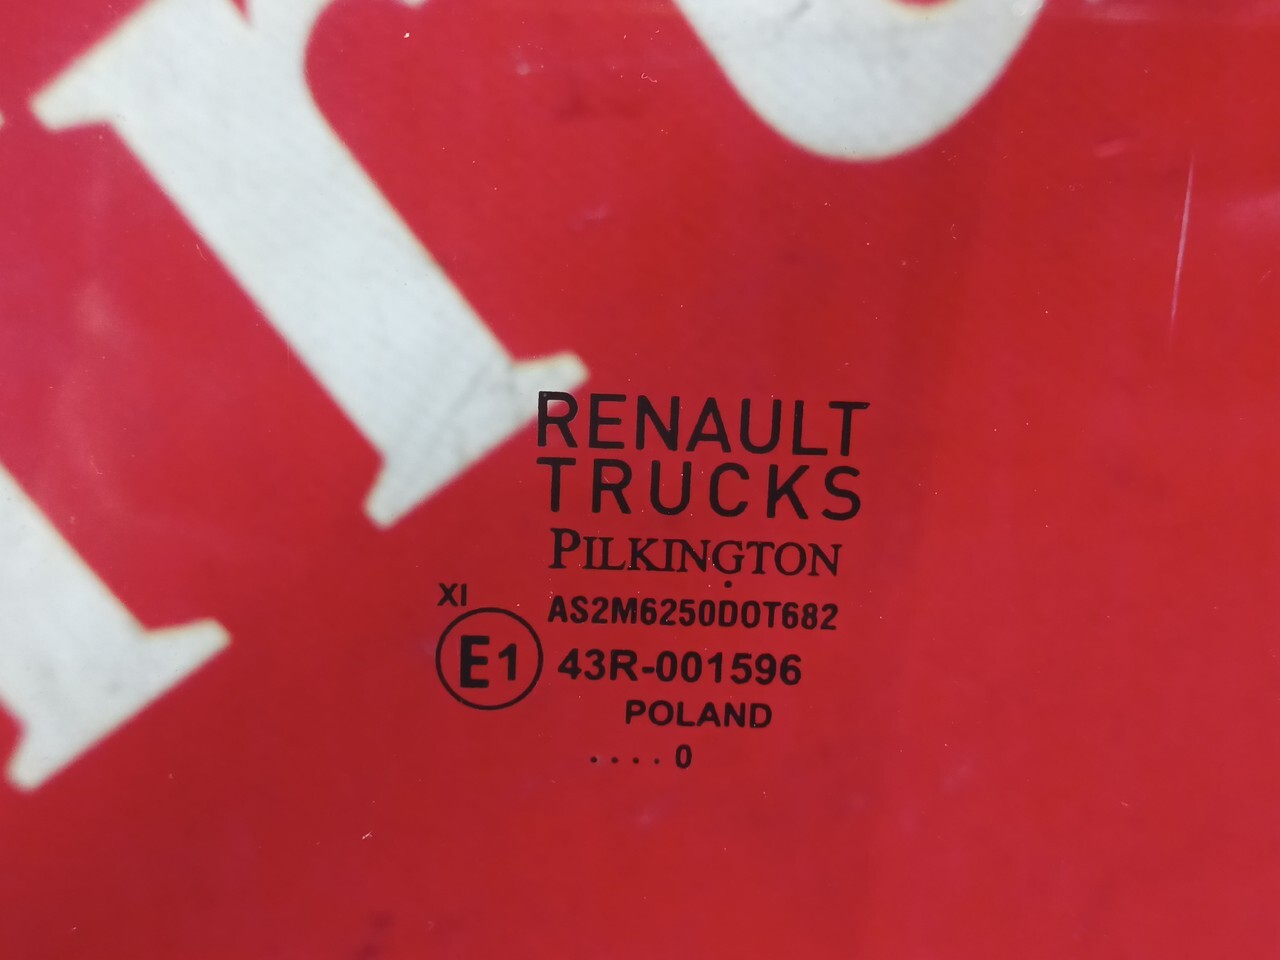 RENAULT
TRUCKS
PILKINGTON
XI
AS2M6250DOT682
E1 43R-001596
POLAND
....0